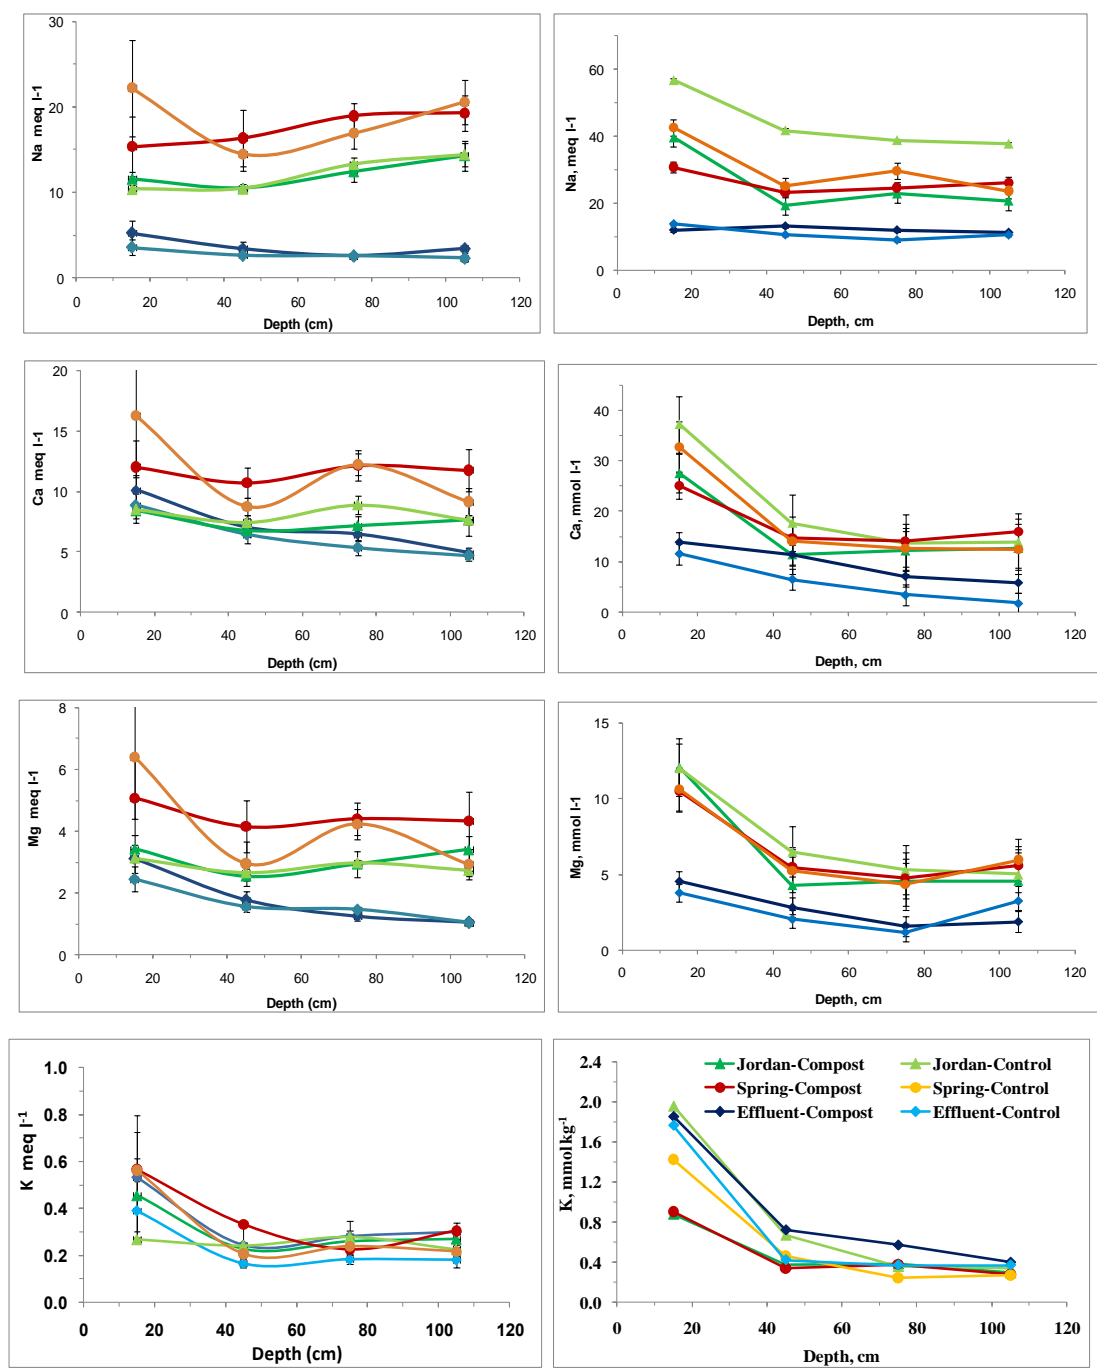 30
20
10
0
0 20 40 60 80 100 120
Na meq l-1
Depth (cm)
60
40
20
0
0 20 40 60 80 100 120
Na, meq l-1
Depth, cm
20
15
10
5
0
0 20 40 60 80 100 120
Ca meq l-1
Depth (cm)
40
30
20
10
0
0 20 40 60 80 100 120
Ca, mmol l-1
Depth, cm
8
6
4
2
0
0 20 40 60 80 100 120
Mg meq l-1
Depth (cm)
15
10
5
0
0 20 40 60 80 100 120
Mg, mmol l-1
Depth, cm
1.0
0.8
0.6
0.4
0.2
0.0
0 20 40 60 80 100 120
K meq l-1
Depth (cm)
2.4
2.0
1.6
1.2
0.8
0.4
0.0
0 20 40 60 80 100 120
K, mmol kg-1
Depth, cm
Jordan-Compost Jordan-Control
Spring-Compost Spring-Control
Effluent-Compost Effluent-Control